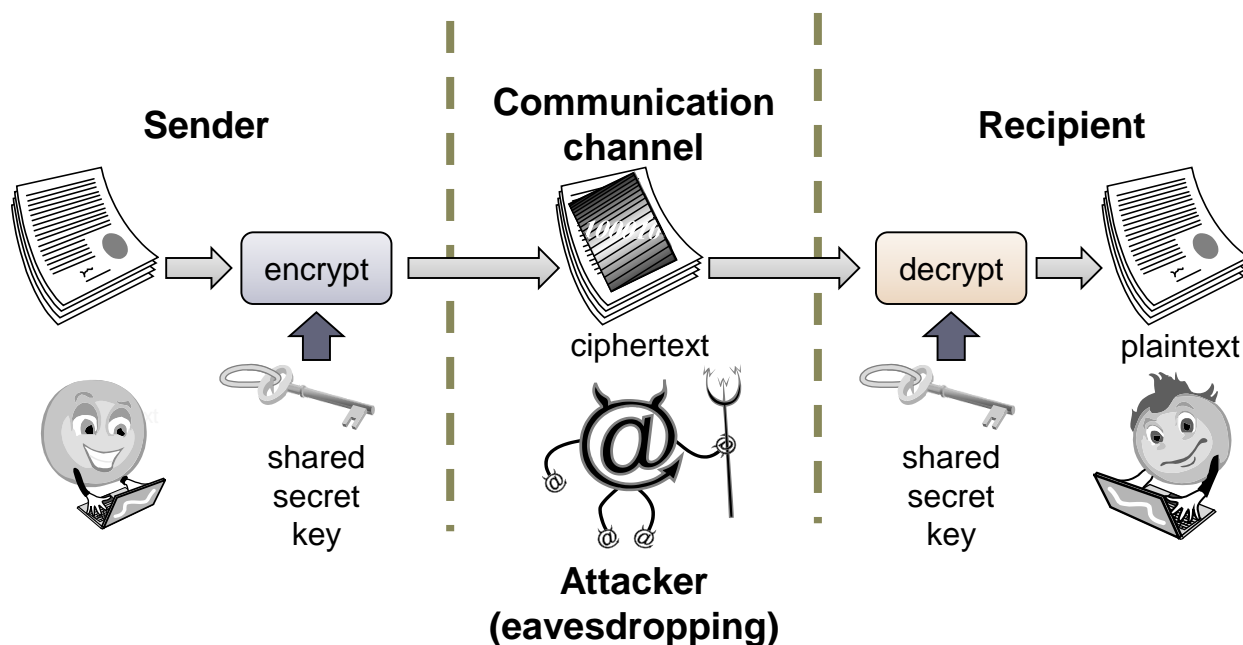 Sender
Communication
channel
Recipient
encrypt
decrypt
ciphertext
plaintext
shared
secret
key
@
@
@
@
@
shared
secret
key
Attacker
(eavesdropping)